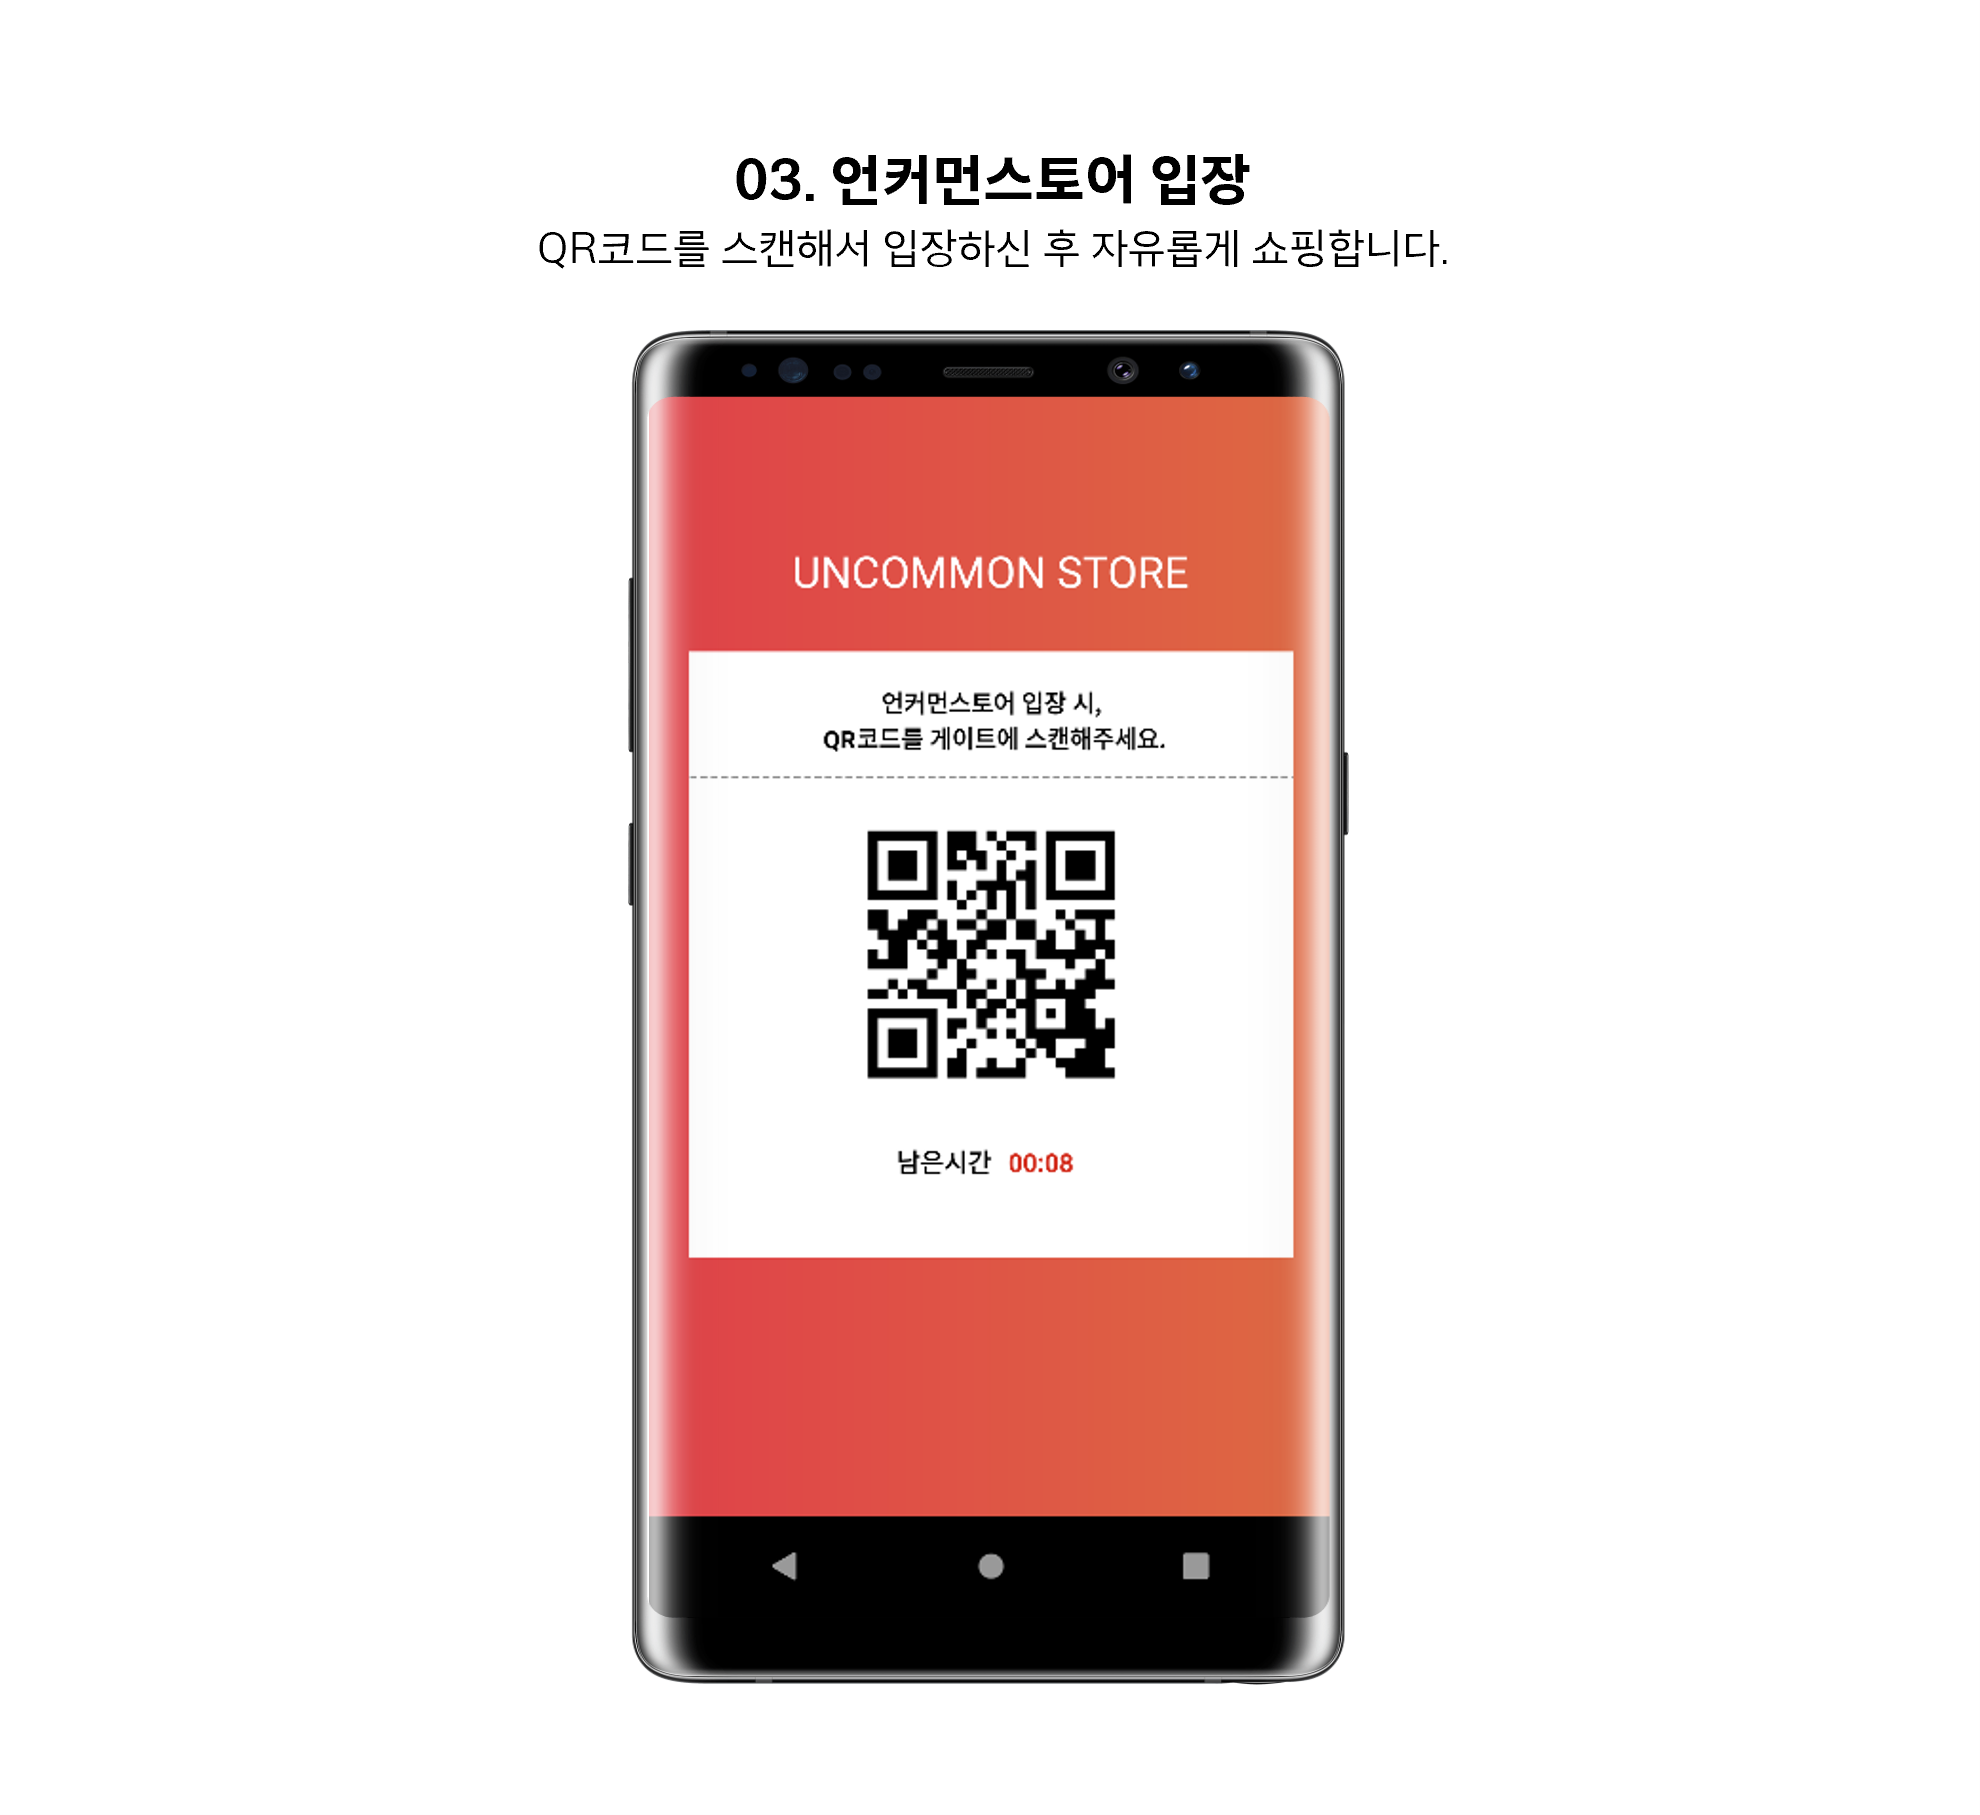 03. 언커먼스토어 입장
QR코드를 스캔해서 입장하신 후 자유롭게 쇼핑합니다.
UNCOMMON STORE
언커먼스토어 입장 시,
QR코드를 게이트에 스캔해주세요.
남은시간 00:08